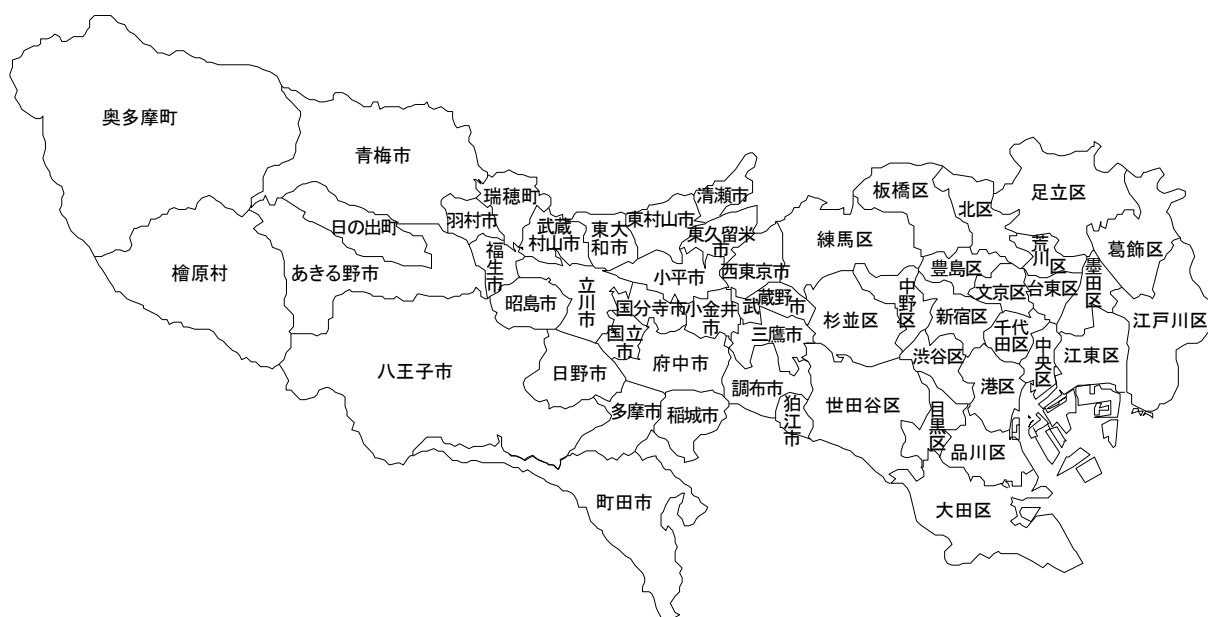 奥多摩町
青梅市
瑞穂町
羽村市
日の出町
檜原村
あきる野市
福生市
武蔵
村山市
東大
和市
東村山市
清瀬市
東久留米
市
西東京市
小平市
立川市
昭島市
国分寺市
小金井
市
武
蔵野
市
三鷹市
国立
市
府中市
八王子市
日野市
多摩市
稲城市
調布市
狛江市
町田市
板橋区
北区
足立区
練馬区
荒川区
葛飾区
豊島区
文京区
台東区
墨田区
中野区
杉並区
新宿区
千代
田区
中央区
江東区
江戸川区
渋谷区
港区
世田谷区
目黒区
品川区
大田区